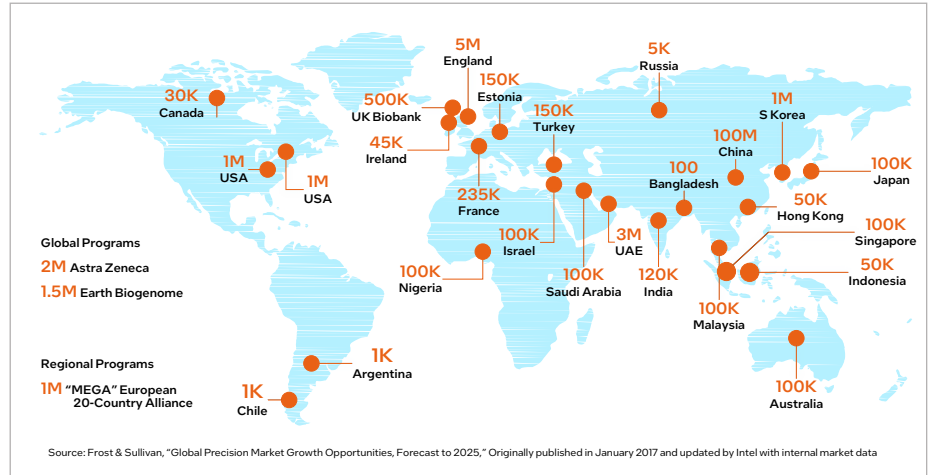 5M
England
5K
Russia
30K
Canada
500K
UK Biobank
150K
Estonia
150K
Turkey
1M
S Korea
45K
Ireland
100M
China
1M
USA
1M
USA
235K
France
100
Bangladesh
100K
Japan
50K
Hong Kong
100K
Israel
3M
UAE
100K
Singapore
Global Programs
2M Astra Zeneca
1.5M Earth Biogenome
100K
Nigeria
100K
Saudi Arabia
120K
India
50K
Indonesia
100K
Malaysia
Regional Programs
1M “MEGA” European
20-Country Alliance
1K
Argentina
1K
Chile
100K
Australia
Source: Frost & Sullivan, “Global Precision Market Growth Opportunities, Forecast to 2025,” Originally published in January 2017 and updated by Intel with internal market data